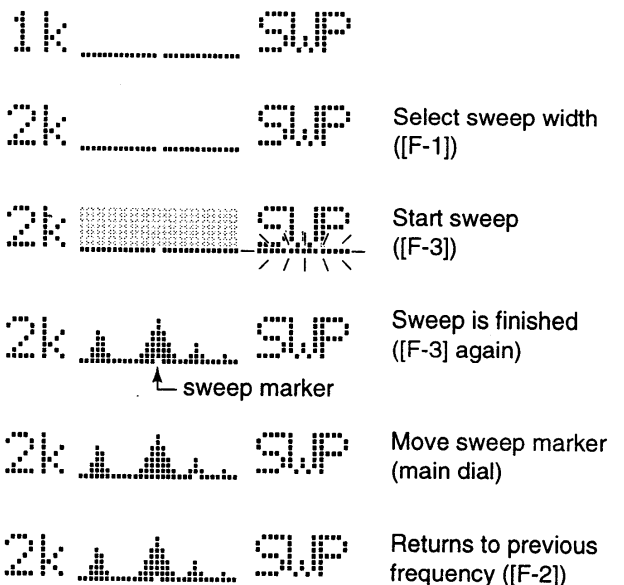 1k SWP
2k SWP Select sweep width
([F-1])
2k SWP Start sweep
([F-3])
2k SWP Sweep is finished
([F-3] again)
sweep marker
2k SWP Move sweep marker
(main dial)
2k SWP Returns to previous
frequency ([F-2])